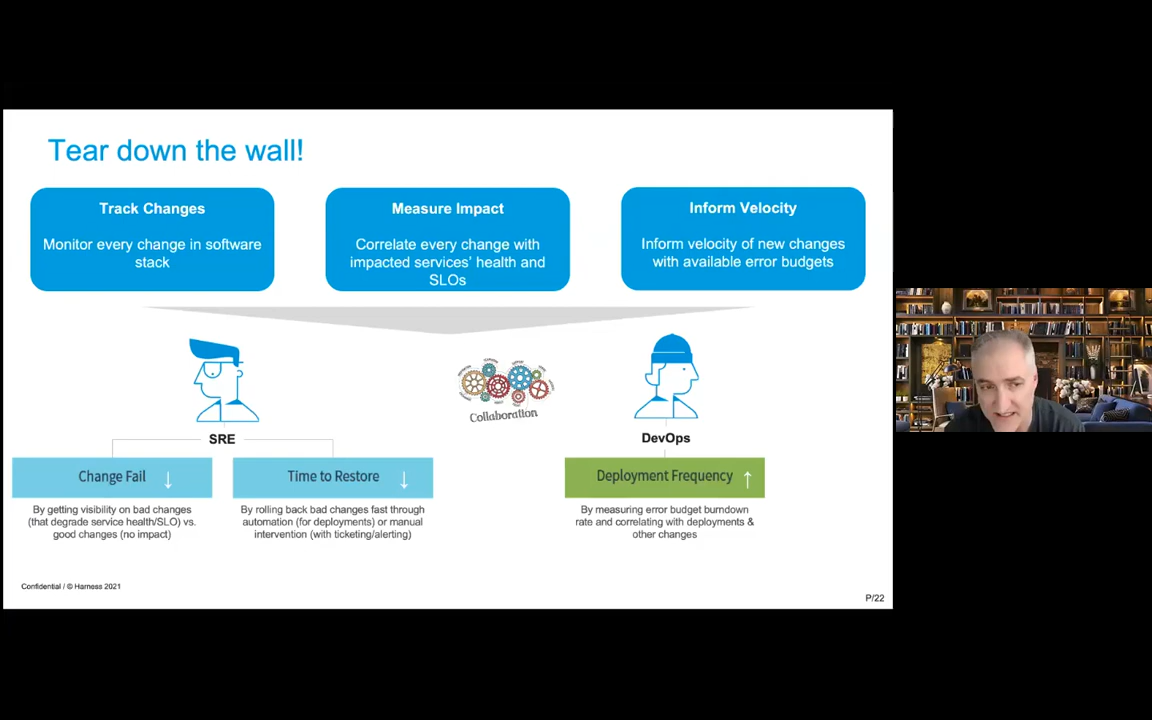 Tear down the wall!
Track Changes
Monitor every change in software
stack
Measure Impact
Correlate every change with
impacted services' health and
SLOs
Inform Velocity
Inform velocity of new changes
with available error budgets
Collaboration
SRE
DevOps
Change Fail ↓
Time to Restore ↓
Deployment Frequency ↑
By getting visibility on bad changes
(that degrade service health/SLO) vs.
good changes (no impact)
By rolling back bad changes fast through
automation (for deployments) or manual
intervention (with ticketing/alerting)
By measuring error budget burndown
rate and correlating with deployments &
other changes
Confidential / © Harness 2021
P/22